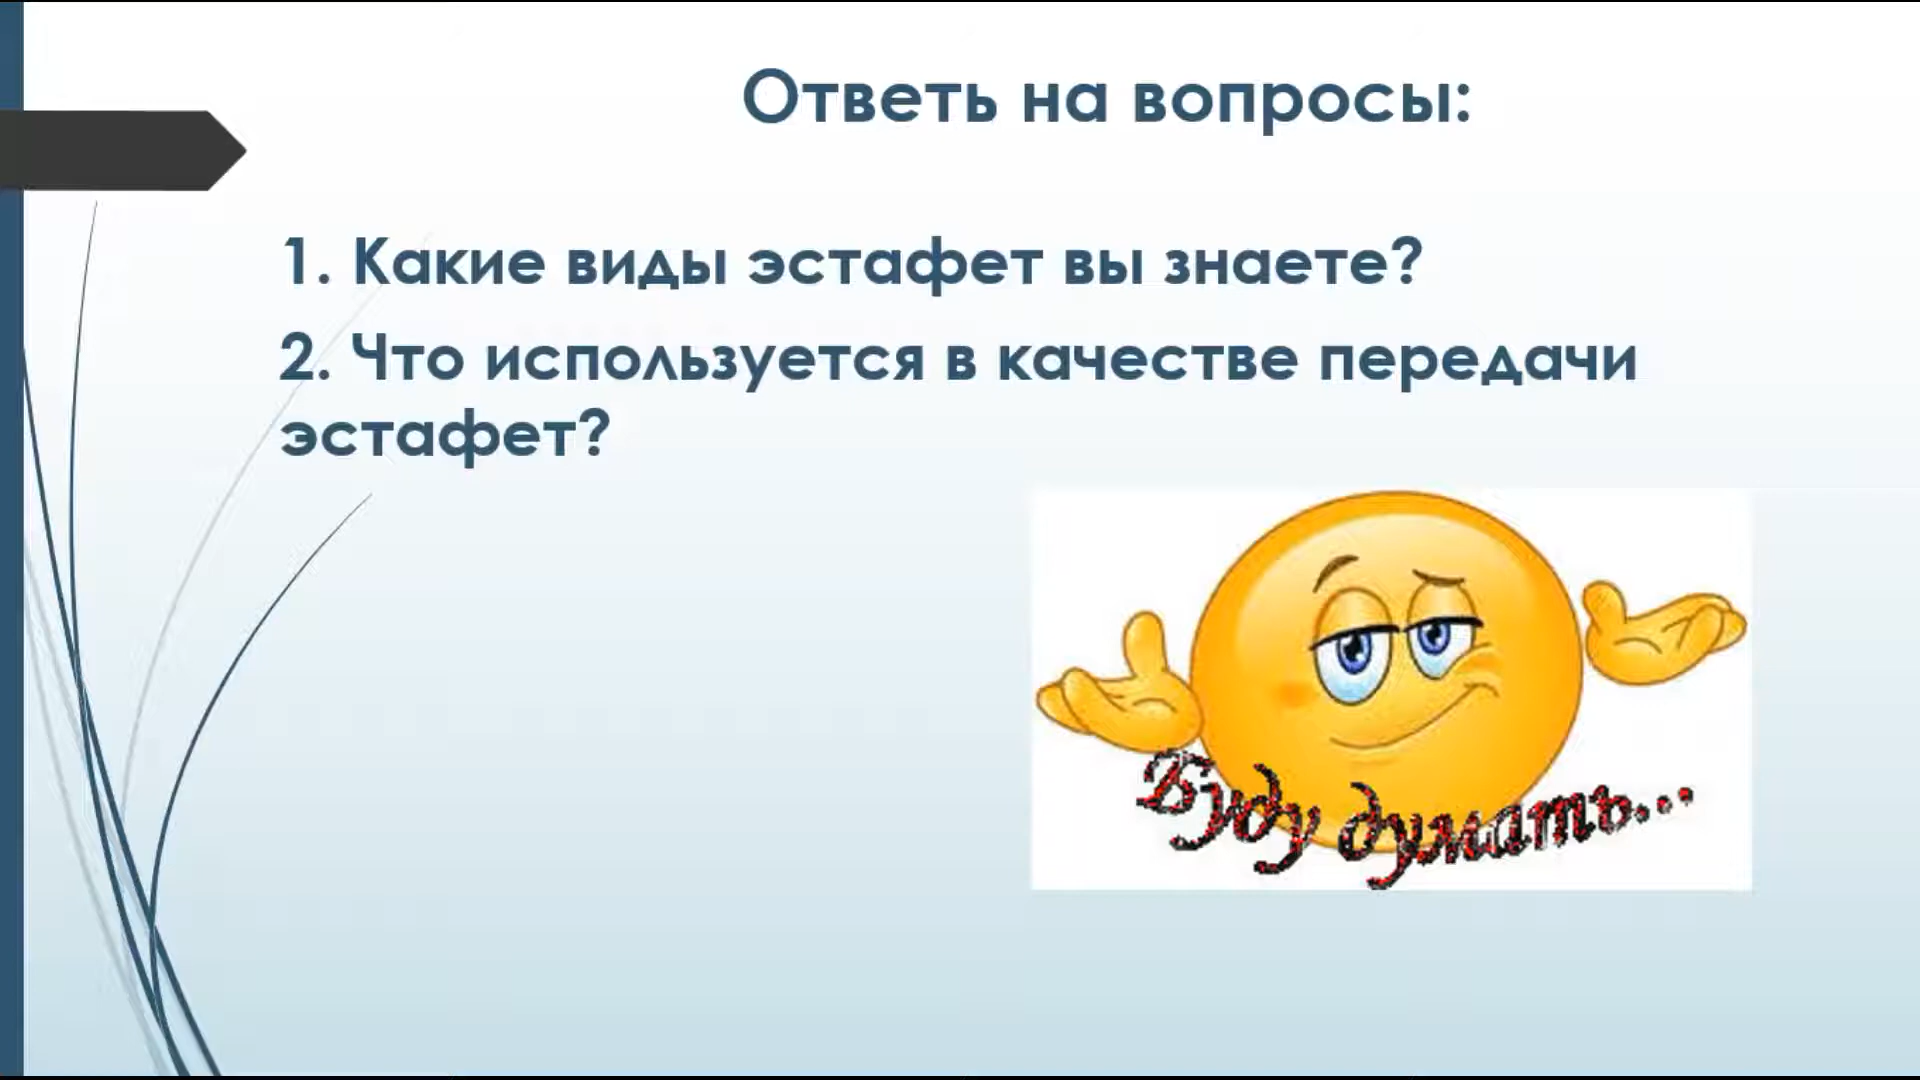 Ответь на вопросы:
1. Какие виды эстафет вы знаете?
2. Что используется в качестве передачи
эстафет?
Буду думать...